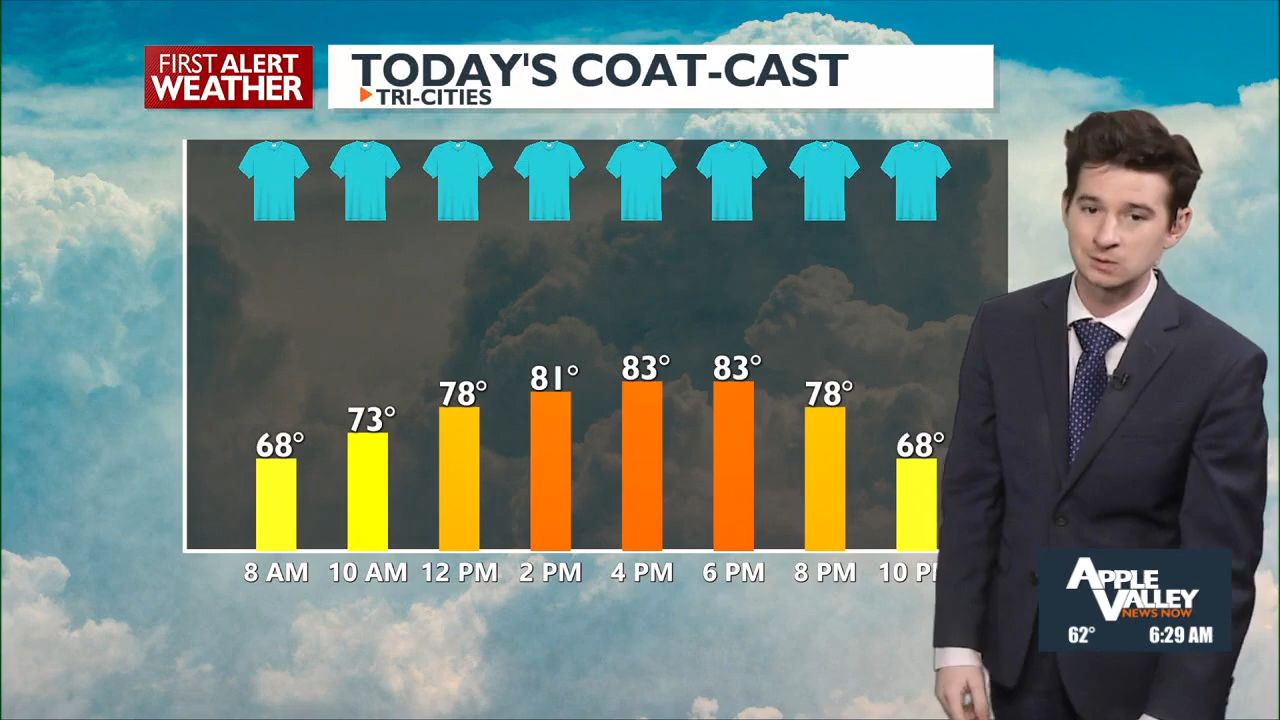 FIRST ALERT
WEATHER
TODAY'S COAT-CAST
TRI-CITIES
68° 73° 78° 81° 83° 83° 78° 68°
8 AM 10 AM 12 PM 2 PM 4 PM 6 PM 8 PM 10 P
APPLE
VALLEY
NEWS NOW
62° 6:29 AM